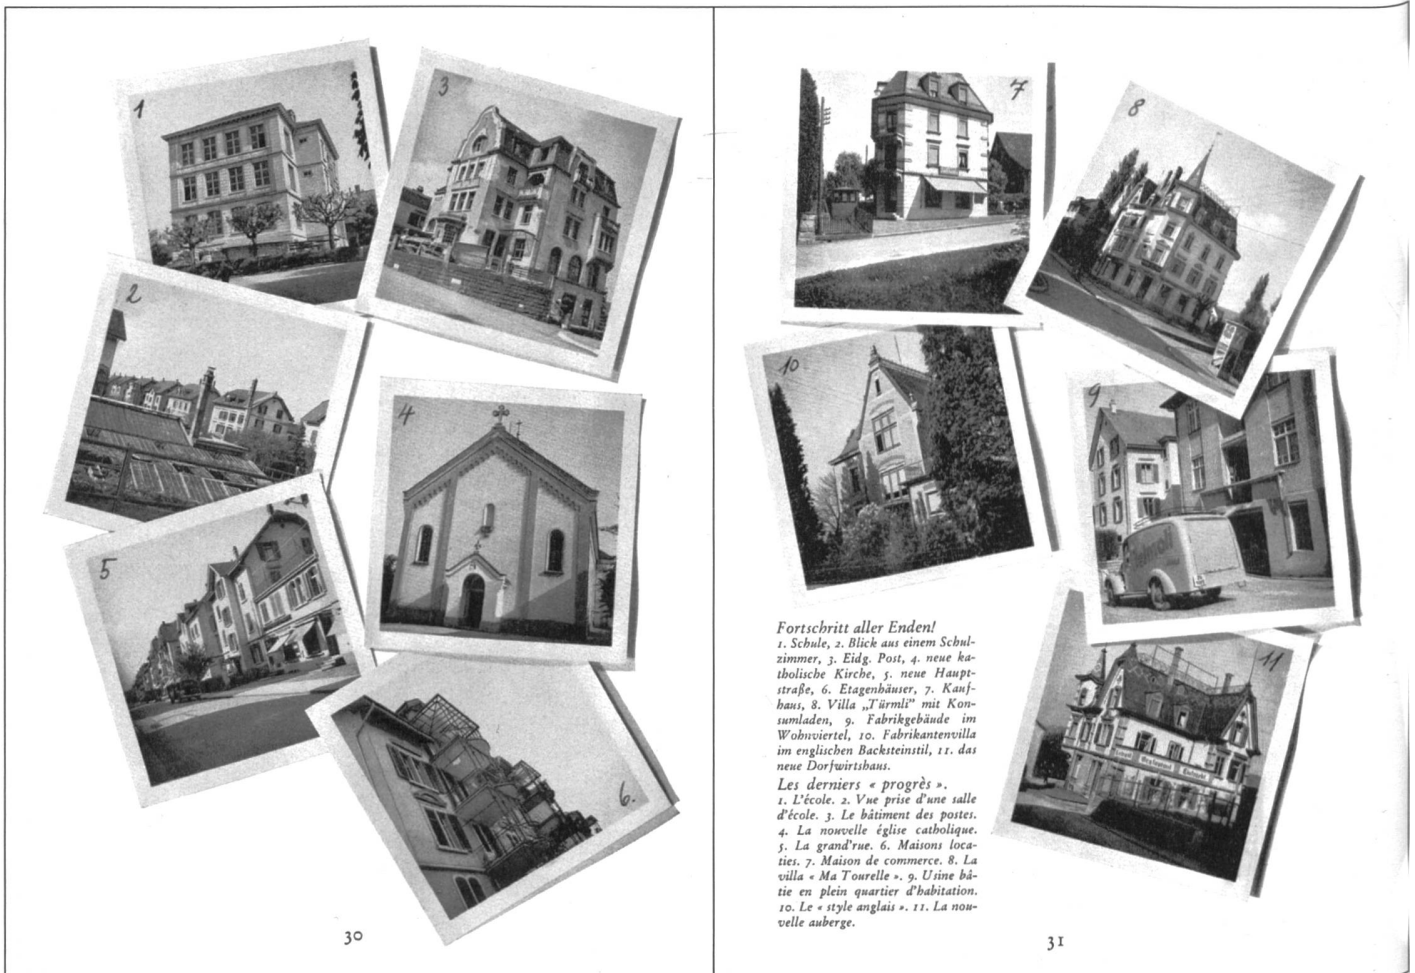 1
3
2
4
5
6.
30
7
8
10
9
11
Restaurant
Fortschritt aller Enden!
1. Schule, 2. Blick aus einem Schul-
zimmer, 3. Eidg. Post, 4. neue ka-
tholische Kirche, 5. neue Haupt-
straße, 6. Etagenhäuser, 7. Kauf-
haus, 8. Villa „Türmli” mit Kon-
sumladen, 9. Fabrikgebäude im
Wohnviertel, 10. Fabrikantenvilla
im englischen Backsteinstil, 11. das
neue Dorfwirtshaus.
Les derniers « progrès ».
1. L'école. 2. Vue prise d'une salle
d'école. 3. Le bâtiment des postes.
4. La nouvelle église catholique.
5. La grand'rue. 6. Maisons loca-
ties. 7. Maison de commerce. 8. La
villa « Ma Tourelle ». 9. Usine bâ-
tie en plein quartier d'habitation.
10. Le « style anglais ». 11. La nou-
velle auberge.
31